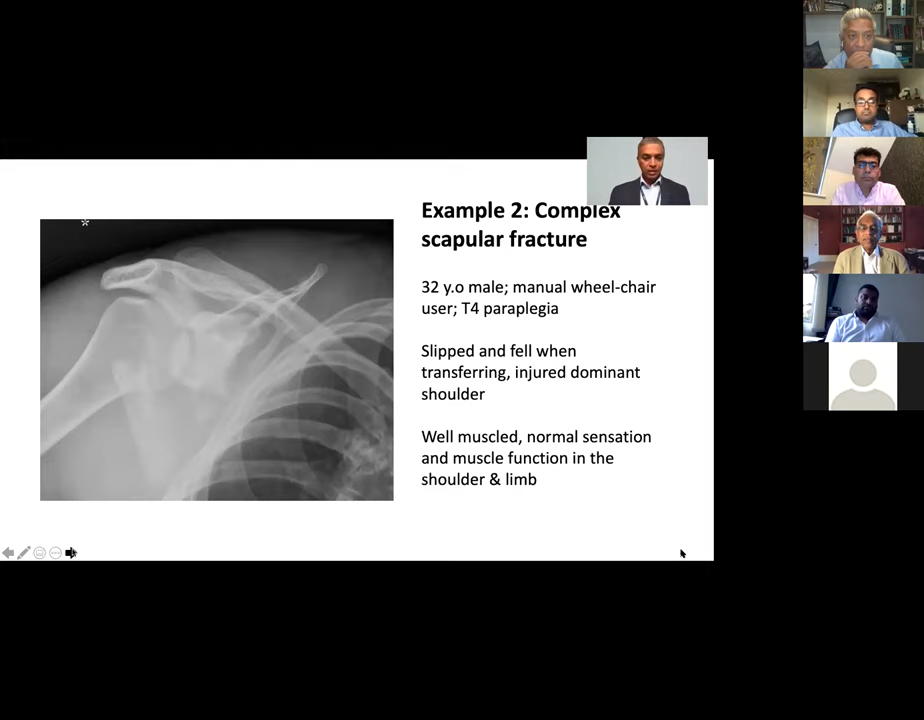 Example 2: Complex
scapular fracture
32 y.o male; manual wheel-chair
user; T4 paraplegia
Slipped and fell when
transferring, injured dominant
shoulder
Well muscled, normal sensation
and muscle function in the
shoulder & limb